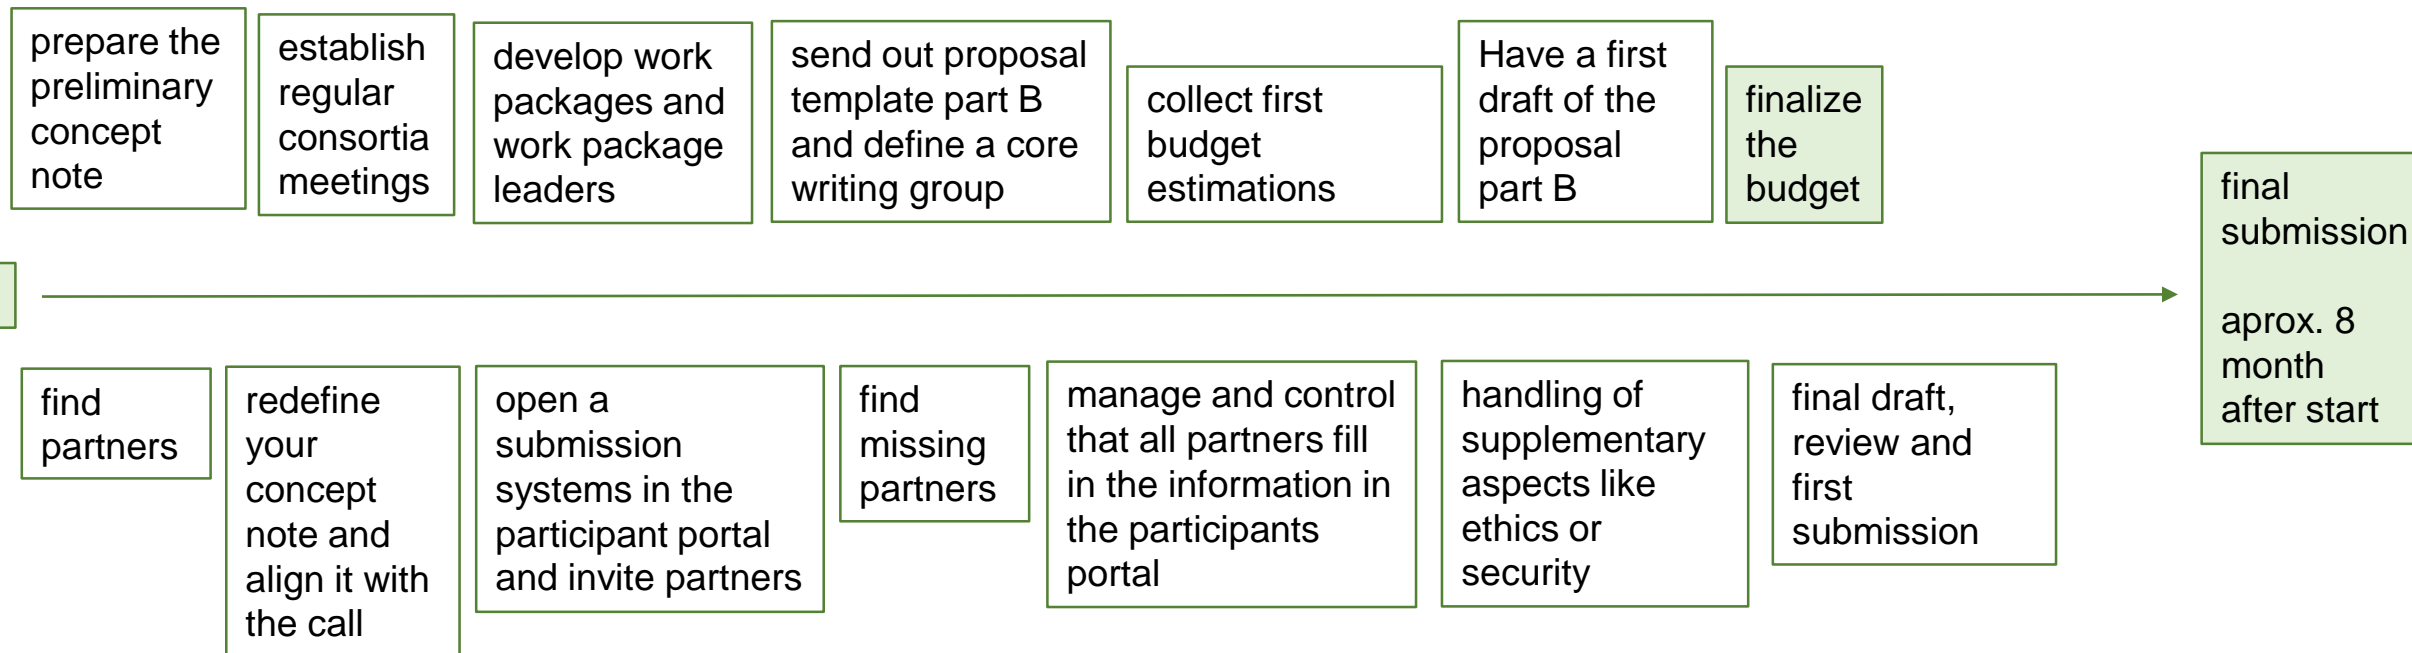 prepare the
preliminary
concept
note
establish
regular
consortia
meetings
develop work
packages and
work package
leaders
send out proposal
template part B
and define a core
writing group
collect first
budget
estimations
Have a first
draft of the
proposal
part B
finalize
the
budget
final
submission
aprox. 8
month
after start
find
partners
redefine
your
concept
note and
align it with
the call
open a
submission
systems in the
participant portal
and invite partners
find
missing
partners
manage and control
that all partners fill
in the information in
the participants
portal
handling of
supplementary
aspects like
ethics or
security
final draft,
review and
first
submission